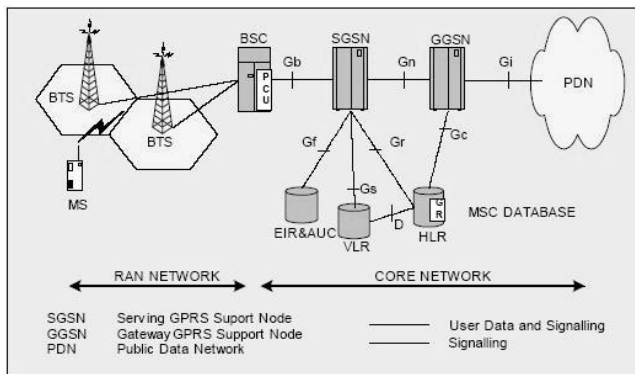 BSC
SGSN
GGSN
Gb
Gn
Gi
PCU
PDN
BTS
BTS
Gf
Gr
Gc
MS
Gs
GR
D
MSC DATABASE
EIR&AUC
VLR
HLR
RAN NETWORK
CORE NETWORK
SGSN Serving GPRS Suport Node
GGSN Gateway GPRS Support Node
PDN Public Data Network
User Data and Signalling
Signalling